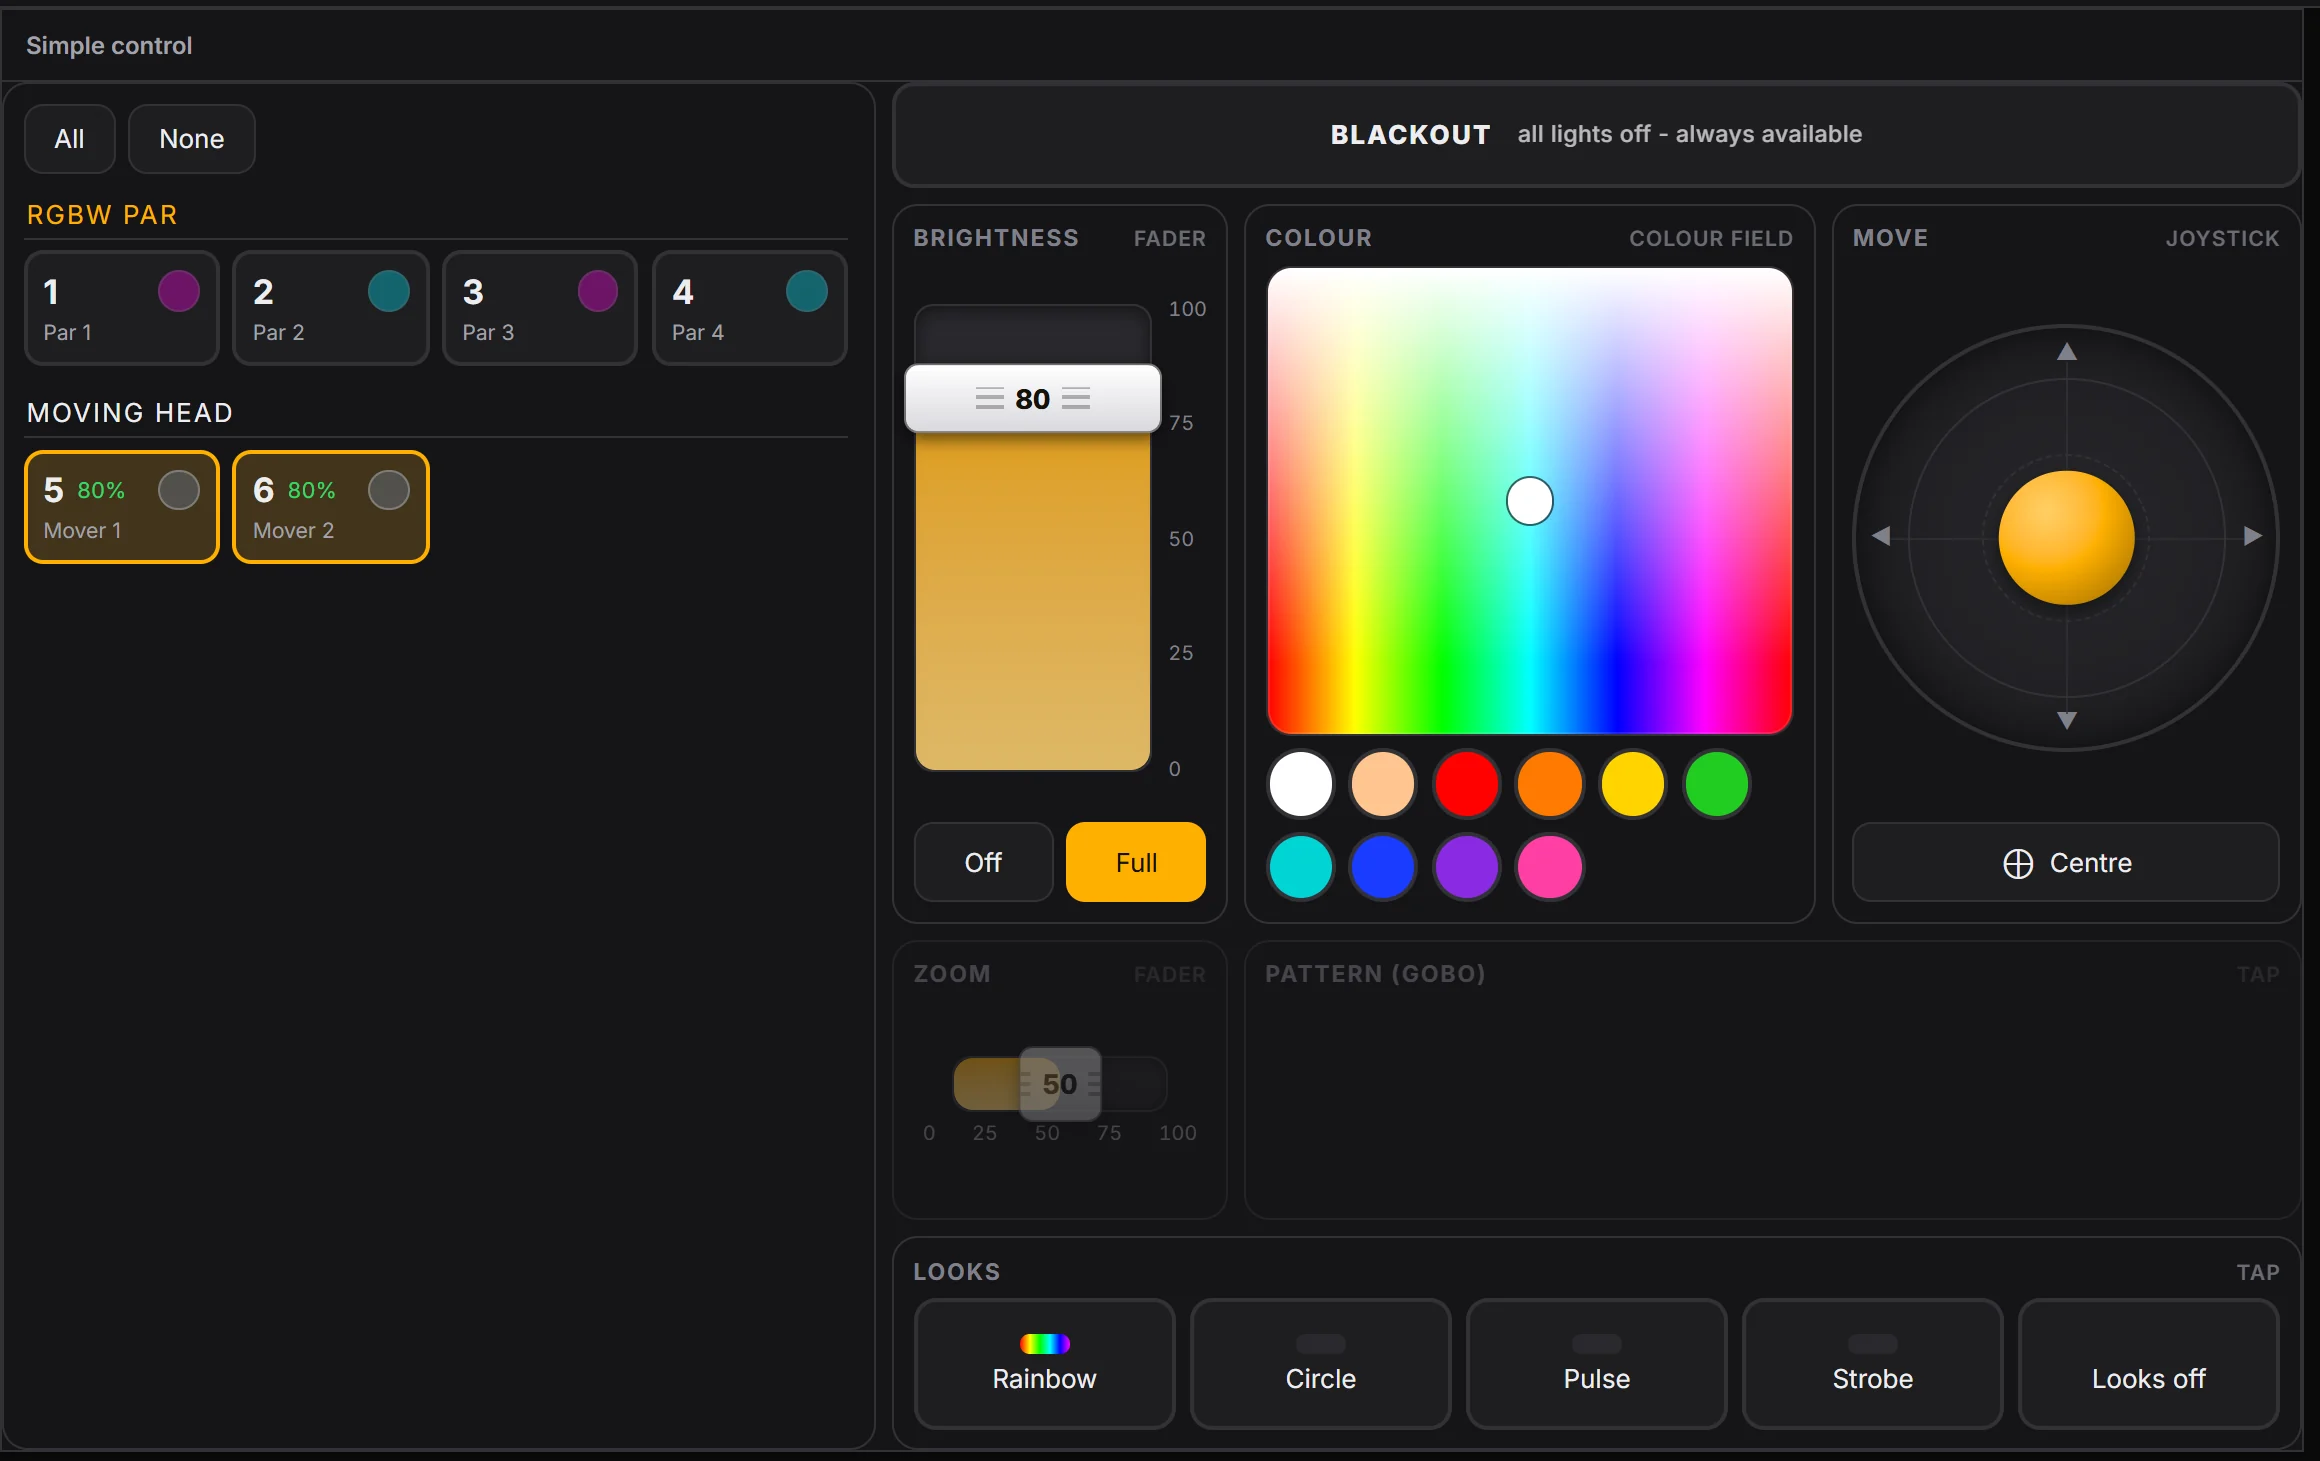 Simple control
All None
RGBW PAR
1
Par 1
2
Par 2
3
Par 3
4
Par 4
MOVING HEAD
5 80%
Mover 1
6 80%
Mover 2
BLACKOUT all lights off - always available
BRIGHTNESS FADER
100
80
75
50
25
0
Off Full
COLOUR COLOUR FIELD
MOVE JOYSTICK
Centre
ZOOM FADER
50
0 25 50 75 100
PATTERN (GOBO) TAP
LOOKS TAP
Rainbow Circle Pulse Strobe Looks off